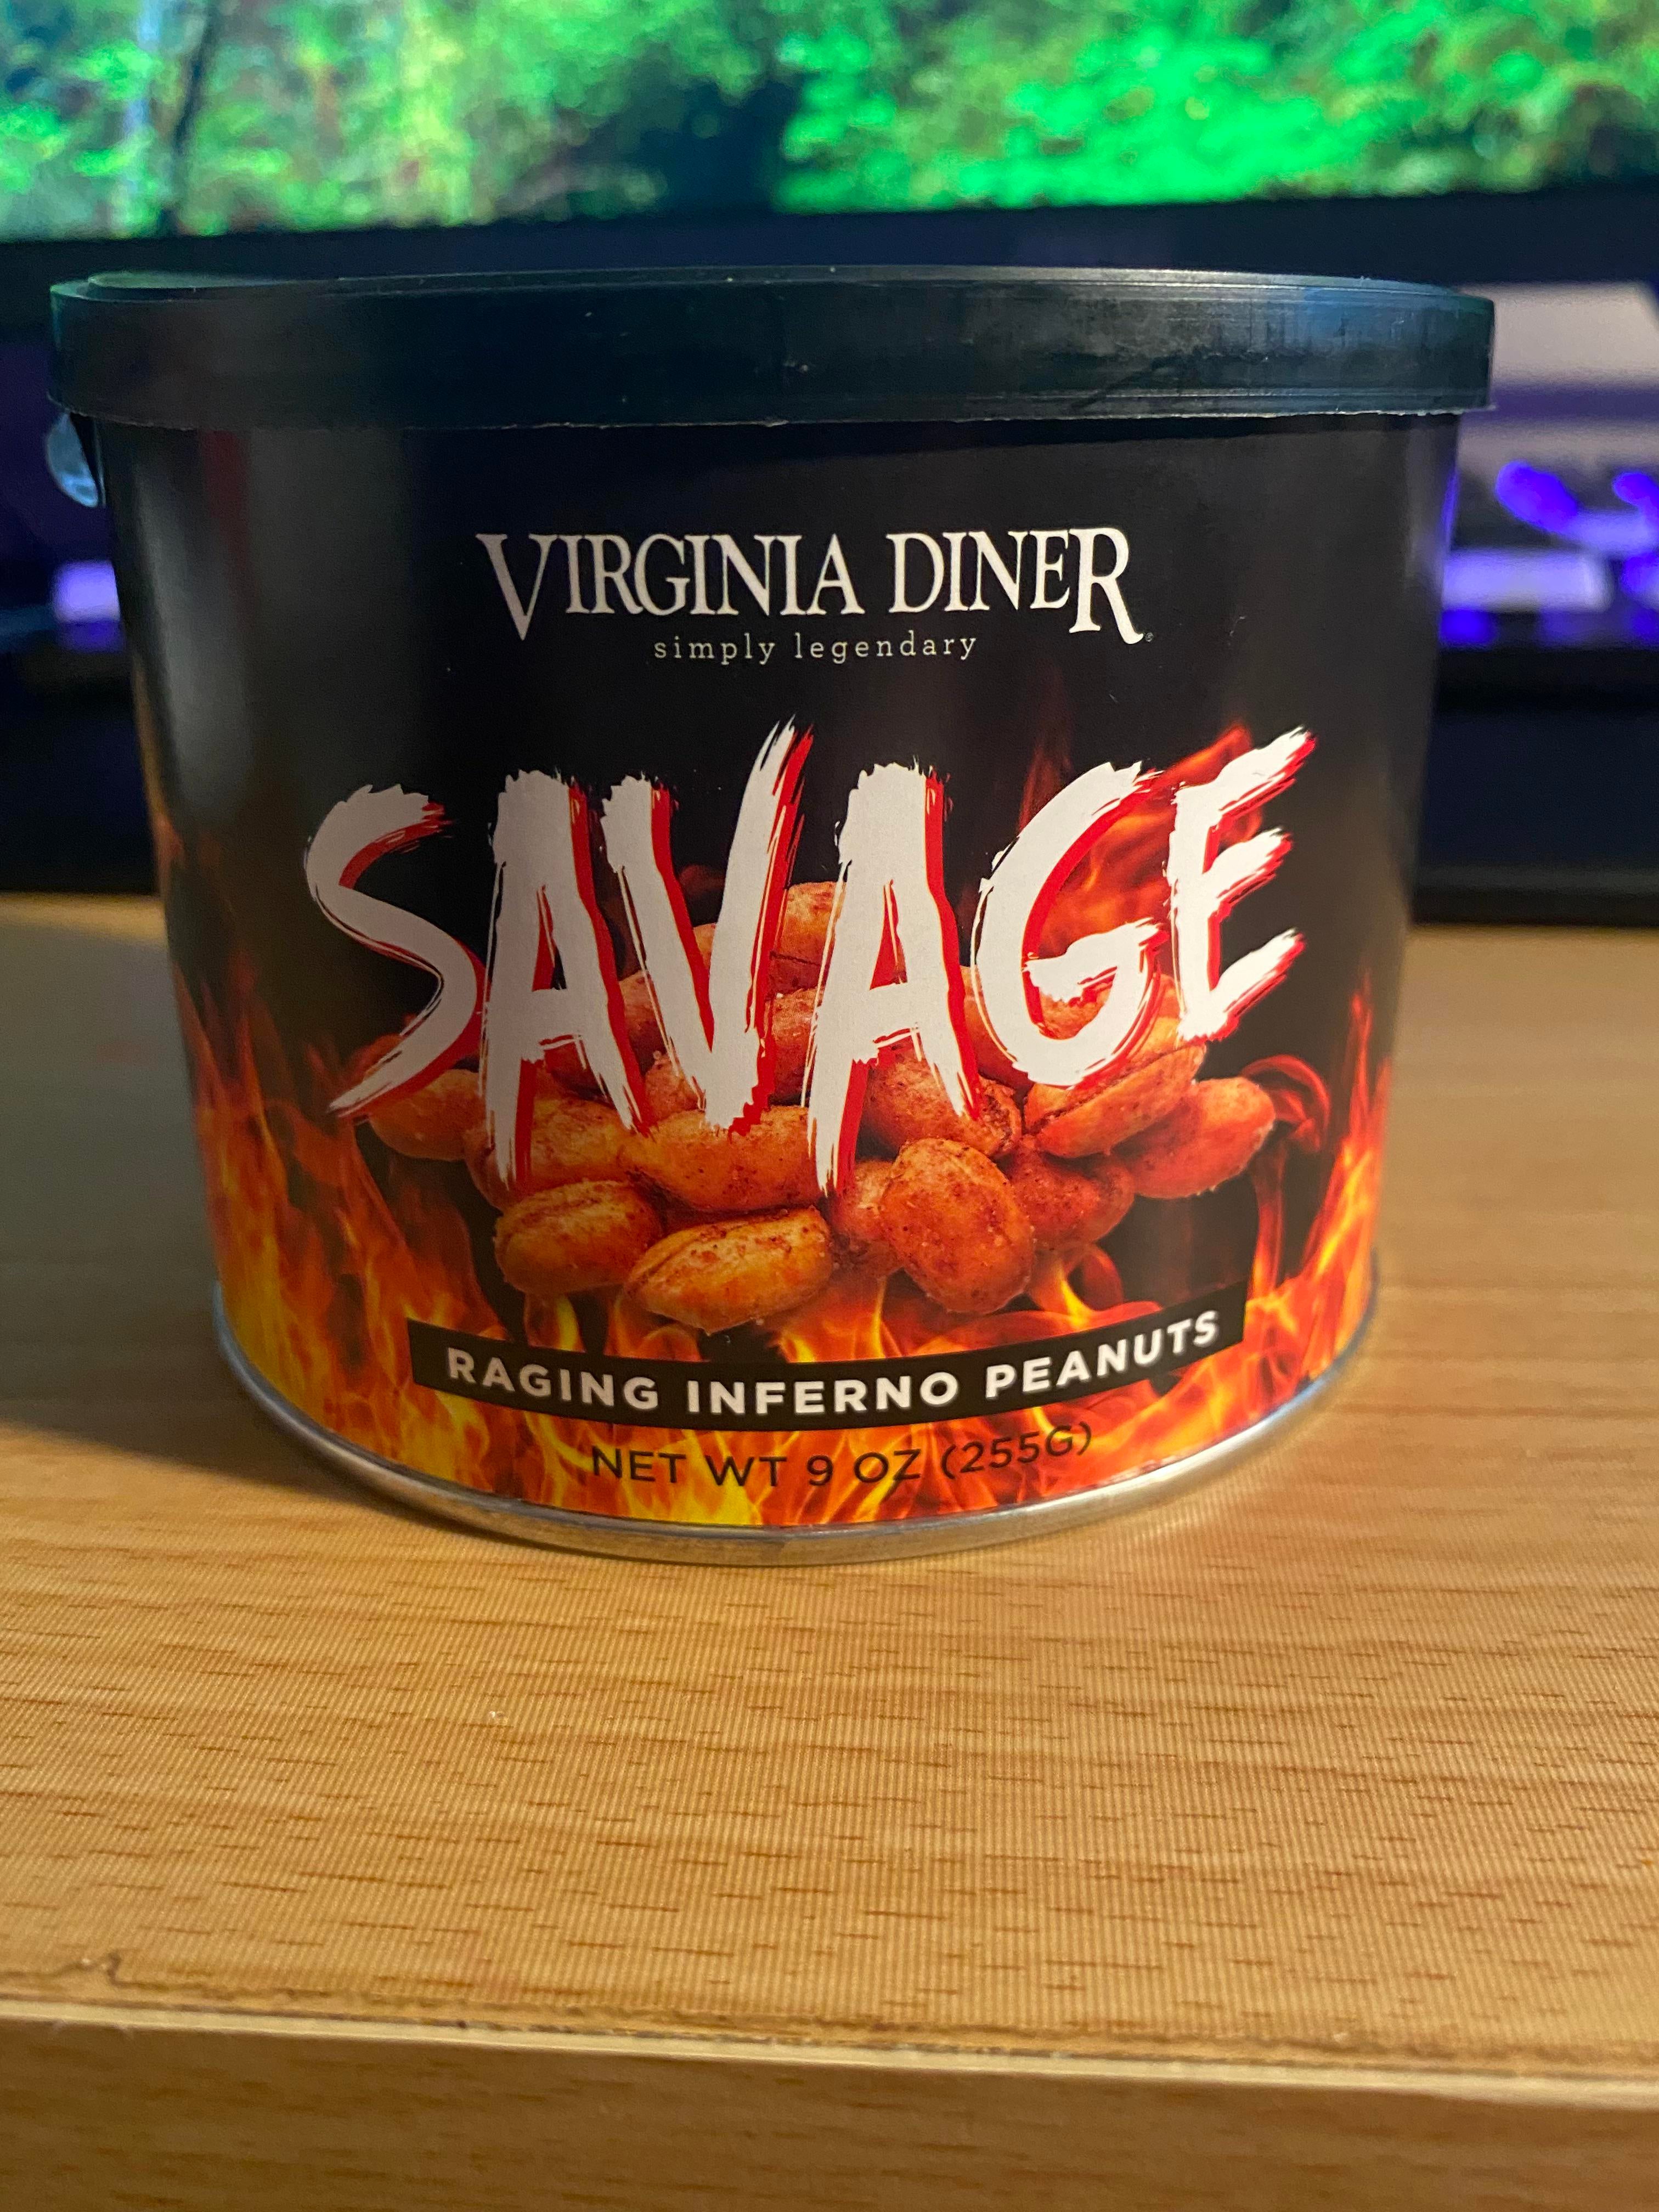 VIRGINIA DINER
simply legendary
SAVAGE
RAGING INFERNO PEANUTS
NET WT 9 OZ (255G)